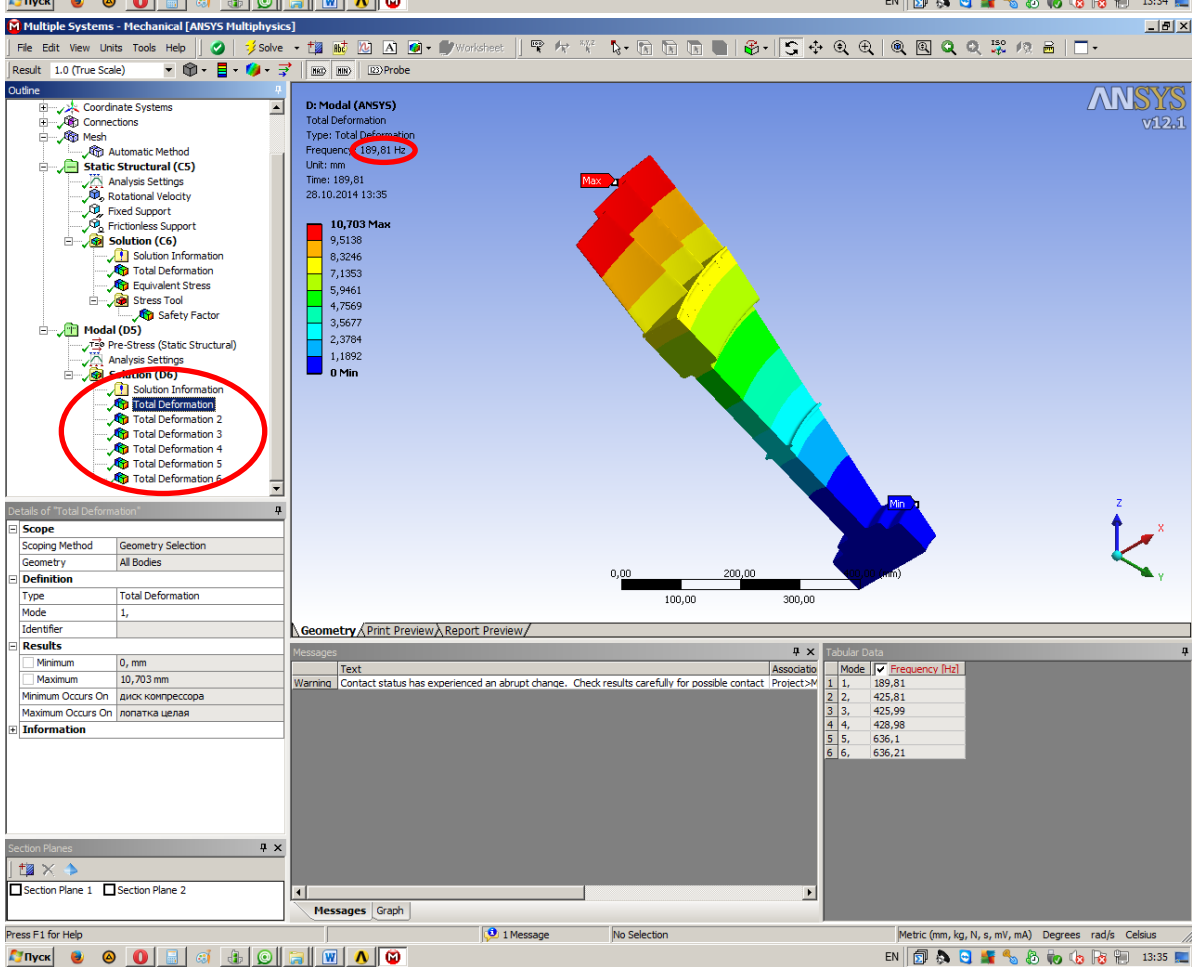 Пуск
EN
13:34
Multiple Systems - Mechanical [ANSYS Multiphysics]
File Edit View Units Tools Help Solve Worksheet
Result 1.0 (True Scale) MAX MIN Probe
Outline
Coordinate Systems
Connections
Mesh
Automatic Method
Static Structural (C5)
Analysis Settings
Rotational Velocity
Fixed Support
Frictionless Support
Solution (C6)
Solution Information
Total Deformation
Equivalent Stress
Stress Tool
Safety Factor
Modal (D5)
Pre-Stress (Static Structural)
Analysis Settings
Solution (D6)
Solution Information
Total Deformation
Total Deformation 2
Total Deformation 3
Total Deformation 4
Total Deformation 5
Total Deformation 6
D: Modal (ANSYS)
Total Deformation
Type: Total Deformation
Frequency: 189,81 Hz
Unit: mm
Time: 189,81
28.10.2014 13:35
10,703 Max
9,5138
8,3246
7,1353
5,9461
4,7569
3,5677
2,3784
1,1892
0 Min
ANSYS
v12.1
Max
Min
Z
X
Y
0,00 200,00 (mm)
100,00 300,00
Geometry Print Preview Report Preview
Details of "Total Deformation"
Scope
Scoping Method Geometry Selection
Geometry All Bodies
Definition
Type Total Deformation
Mode 1,
Identifier
Results
Minimum 0, mm
Maximum 10,703 mm
Minimum Occurs On диск компрессора
Maximum Occurs On лопатка целая
Information
Messages
Text Associatio
Warning Contact status has experienced an abrupt change. Check results carefully for possible contact Project>M
Messages Graph
Tabular Data
Mode Frequency [Hz]
1 1, 189,81
2 2, 425,81
3 3, 425,99
4 4, 428,98
5 5, 636,1
6 6, 636,21
Section Planes
Section Plane 1 Section Plane 2
Press F1 for Help 1 Message No Selection Metric (mm, kg, N, s, mV, mA) Degrees rad/s Celsius
Пуск EN 13:35